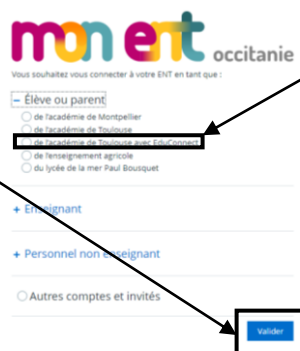 mon ent occitanie
Vous souhaitez vous connecter à votre ENT en tant que :
– Élève ou parent
de l'académie de Montpellier
de l'académie de Toulouse
de l'académie de Toulouse avec EduConnect
de l'enseignement agricole
du lycée de la mer Paul Bousquet
+ Enseignant
+ Personnel non enseignant
Autres comptes et invités
Valider